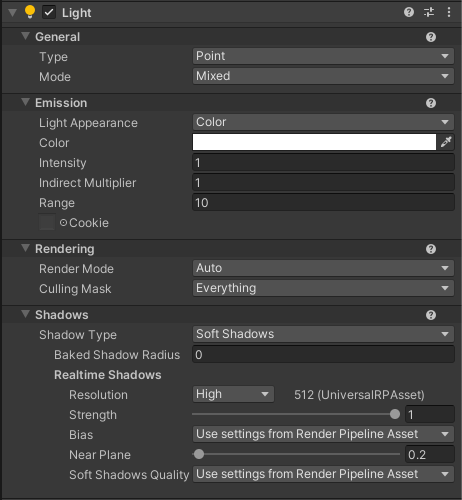 Light
General
Type Point
Mode Mixed
Emission
Light Appearance Color
Color
Intensity 1
Indirect Multiplier 1
Range 10
Cookie
Rendering
Render Mode Auto
Culling Mask Everything
Shadows
Shadow Type Soft Shadows
Baked Shadow Radius 0
Realtime Shadows
Resolution High 512 (UniversalRPAsset)
Strength 1
Bias Use settings from Render Pipeline Asset
Near Plane 0.2
Soft Shadows Quality Use settings from Render Pipeline Asset